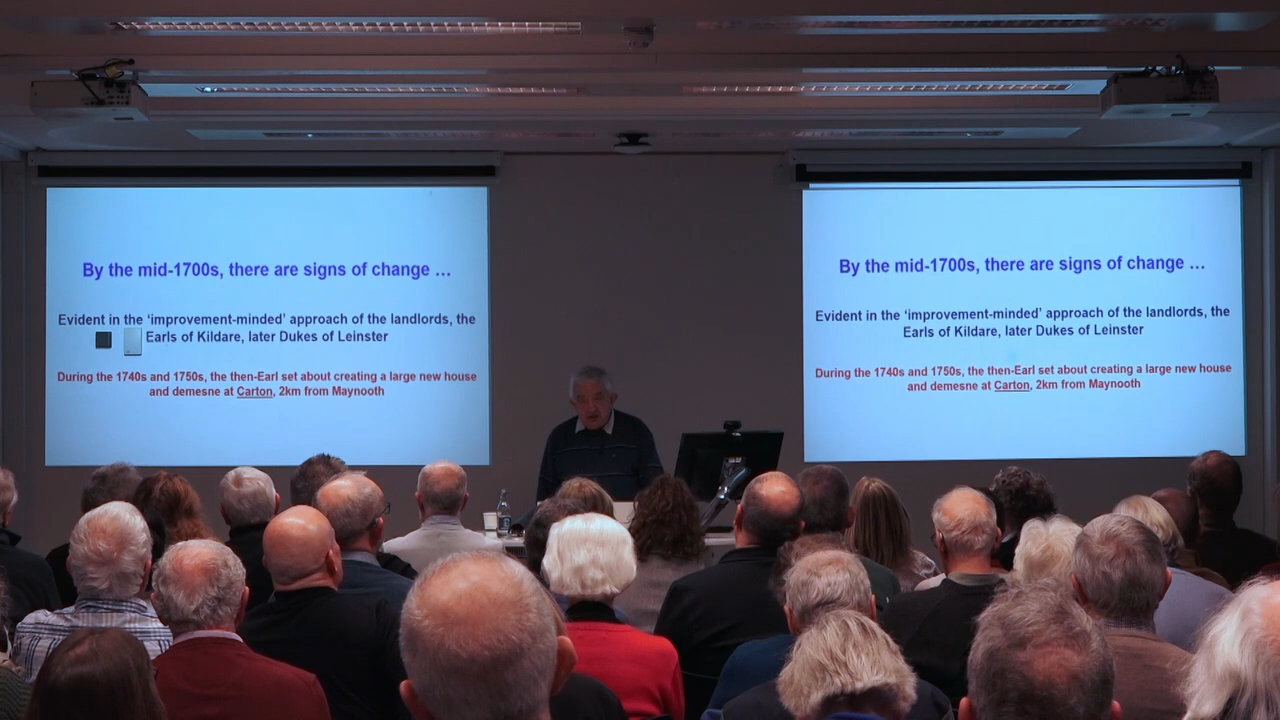 By the mid-1700s, there are signs of change …
Evident in the ‘improvement-minded’ approach of the landlords, the
Earls of Kildare, later Dukes of Leinster
During the 1740s and 1750s, the then-Earl set about creating a large new house
and demesne at Carton, 2km from Maynooth
By the mid-1700s, there are signs of change …
Evident in the ‘improvement-minded’ approach of the landlords, the
Earls of Kildare, later Dukes of Leinster
During the 1740s and 1750s, the then-Earl set about creating a large new house
and demesne at Carton, 2km from Maynooth